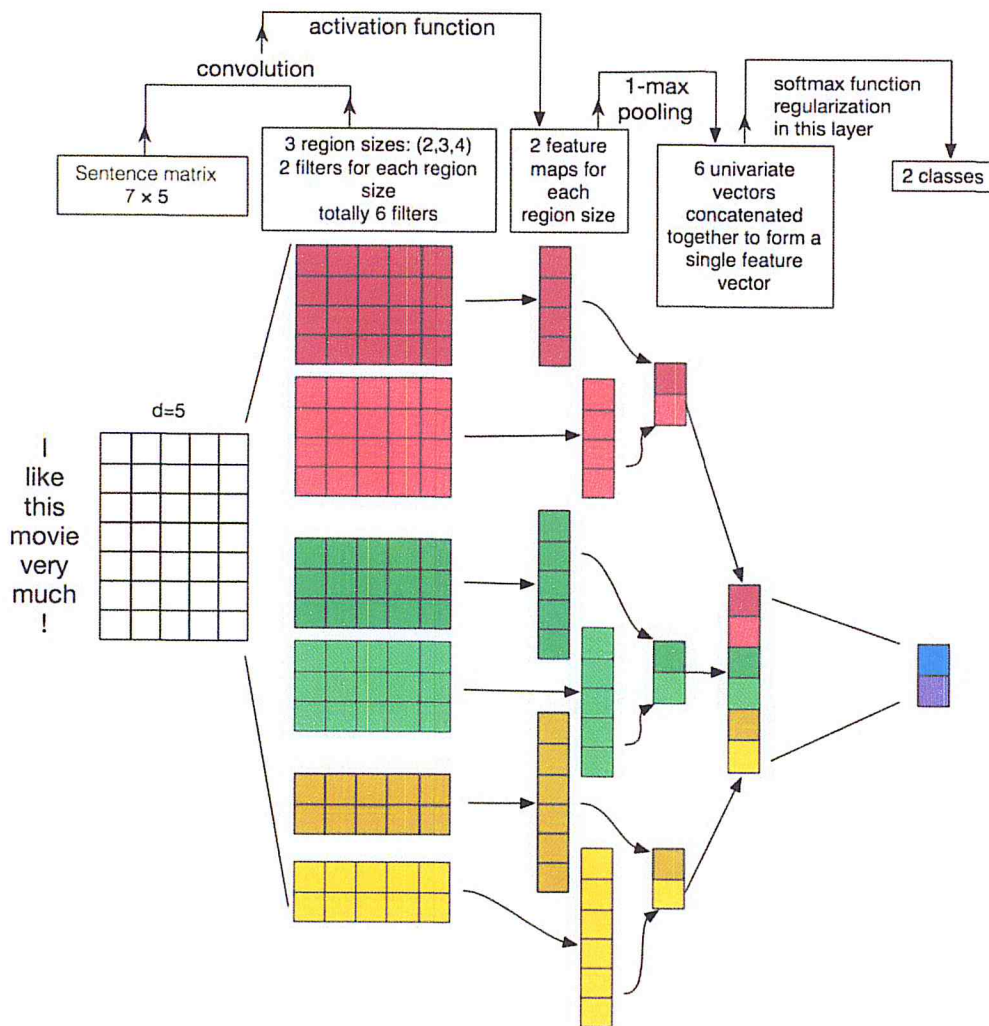 activation function
convolution
1-max
pooling
softmax function
regularization
in this layer
Sentence matrix
7 × 5
3 region sizes: (2,3,4)
2 filters for each region
size
totally 6 filters
2 feature
maps for
each
region size
6 univariate
vectors
concatenated
together to form a
single feature
vector
2 classes
d=5
I
like
this
movie
very
much
!